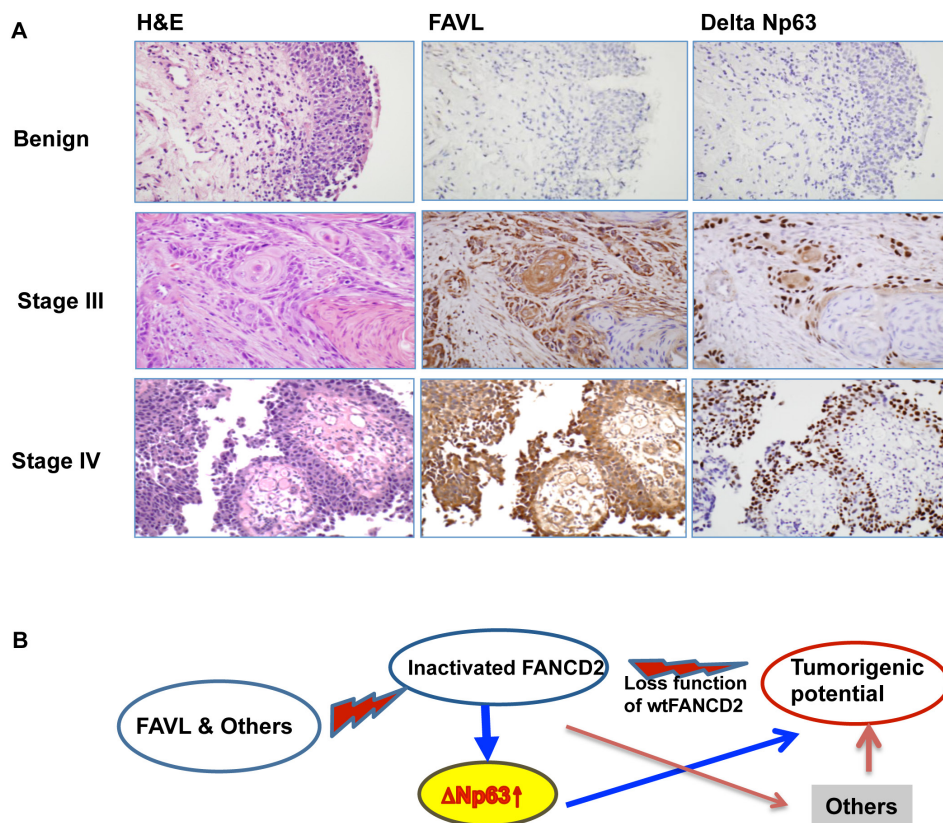 A
H&E
FAVL
Delta Np63
Benign
Stage III
Stage IV
B
Inactivated FANCD2
Loss function
of wtFANCD2
Tumorigenic
potential
FAVL & Others
ΔNp63↑
Others